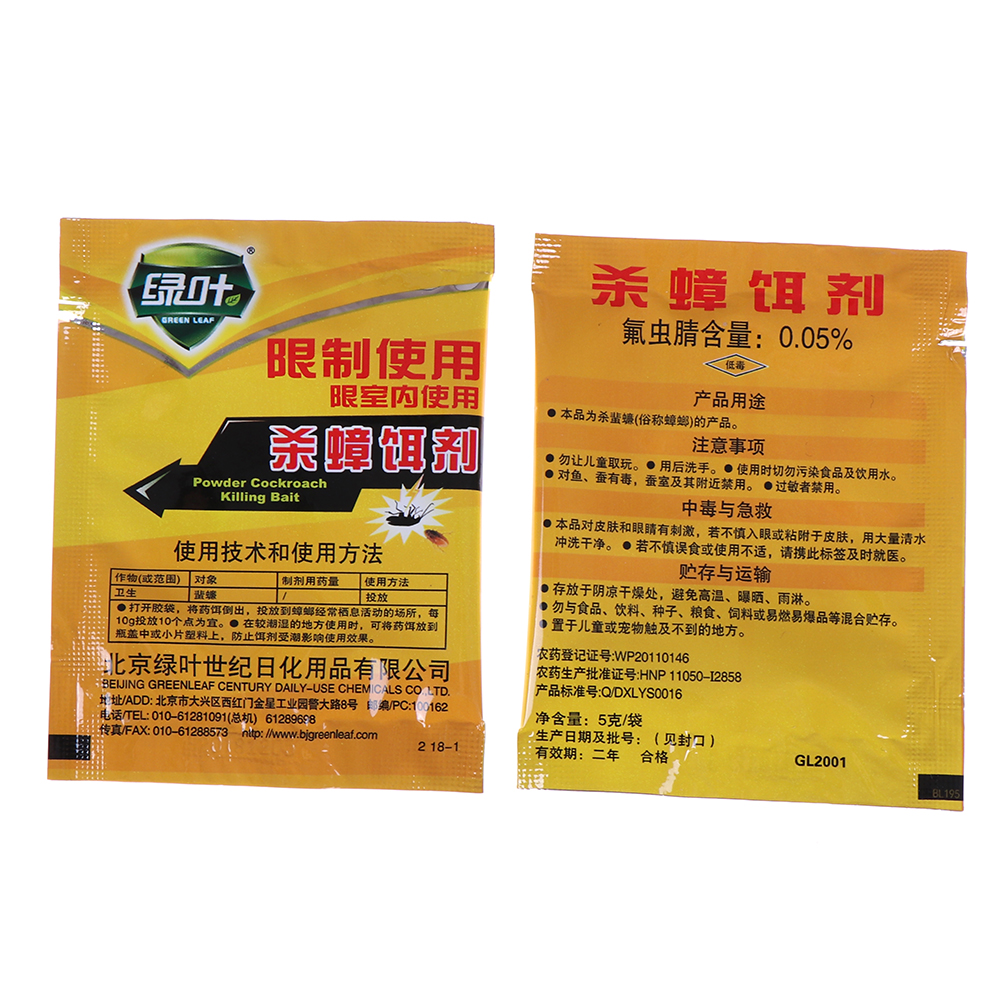 绿叶®
GREEN LEAF
限制使用
限室内使用
杀蟑饵剂
Powder Cockroach
Killing Bait
使用技术和使用方法
作物(或范围) 对象 制剂用药量 使用方法
卫生 蜚蠊 / 投放
●打开胶袋，将药饵倒出，投放到蟑螂经常栖息活动的场所，每
10g投放10个点为宜。●在较潮湿的地方使用时，可将药饵放到
瓶盖中或小片塑料上，防止饵剂受潮影响使用效果。
北京绿叶世纪日化用品有限公司
BEIJING GREENLEAF CENTURY DAILY-USE CHEMICALS CO.,LTD.
地址/ADD: 北京市大兴区西红门金星工业园警大路8号 邮编/PC:100162
电话/TEL: 010-61281091(总机) 61289688
传真/FAX: 010-61288573 http://www.bjgreenleaf.com
2 18-1
杀蟑饵剂
氟虫腈含量：0.05%
低毒
产品用途
●本品为杀蜚蠊(俗称蟑螂)的产品。
注意事项
●勿让儿童取玩。●用后洗手。●使用时切勿污染食品及饮用水。
●对鱼、蚕有毒，蚕室及其附近禁用。●过敏者禁用。
中毒与急救
●本品对皮肤和眼睛有刺激，若不慎入眼或粘附于皮肤，用大量清水
冲洗干净。●若不慎误食或使用不适，请携此标签及时就医。
贮存与运输
●存放于阴凉干燥处，避免高温、曝晒、雨淋。
●勿与食品、饮料、种子、粮食、饲料或易燃易爆品等混合贮存。
●置于儿童或宠物触及不到的地方。
农药登记证号:WP20110146
农药生产批准证号:HNP 11050-I2858
产品标准号:Q/DXLYS0016
净含量：5克/袋
生产日期及批号：(见封口)
有效期：二年 合格
GL2001
BL195